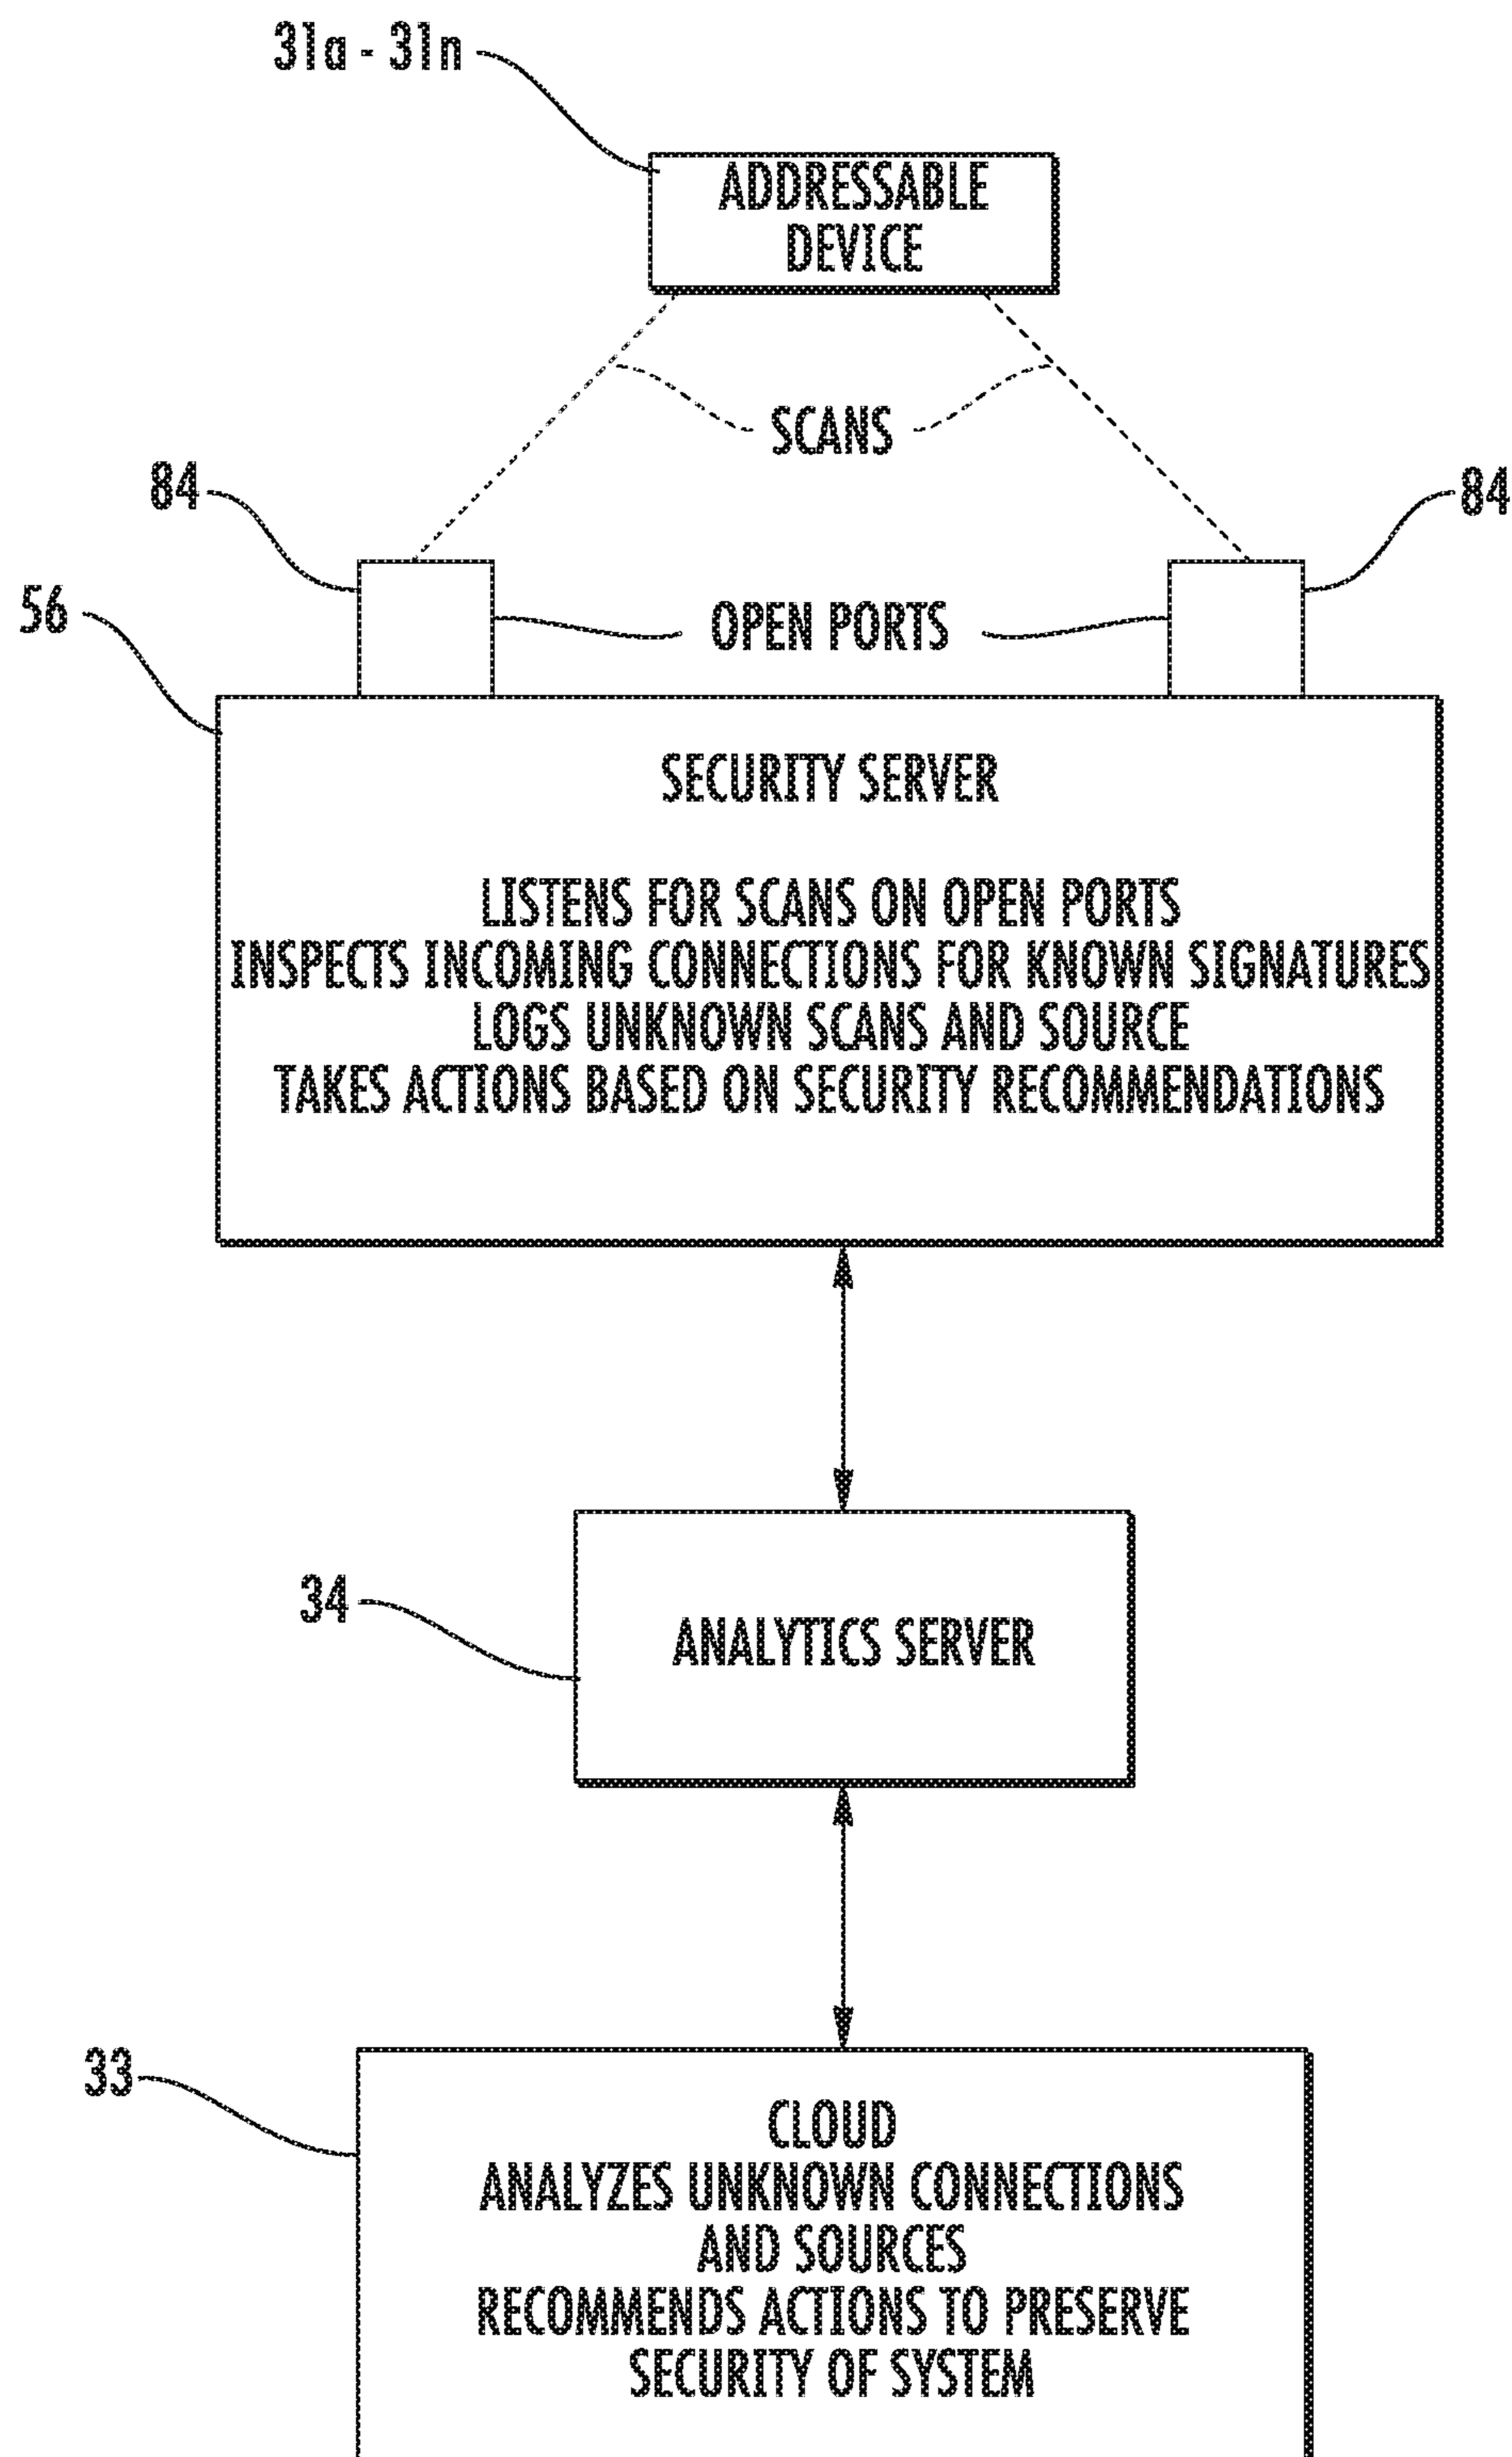 31a - 31n
ADDRESSABLE
DEVICE
SCANS
84
84
56
OPEN PORTS
SECURITY SERVER
LISTENS FOR SCANS ON OPEN PORTS
INSPECTS INCOMING CONNECTIONS FOR KNOWN SIGNATURES
LOGS UNKNOWN SCANS AND SOURCE
TAKES ACTIONS BASED ON SECURITY RECOMMENDATIONS
34
ANALYTICS SERVER
33
CLOUD
ANALYZES UNKNOWN CONNECTIONS
AND SOURCES
RECOMMENDS ACTIONS TO PRESERVE
SECURITY OF SYSTEM